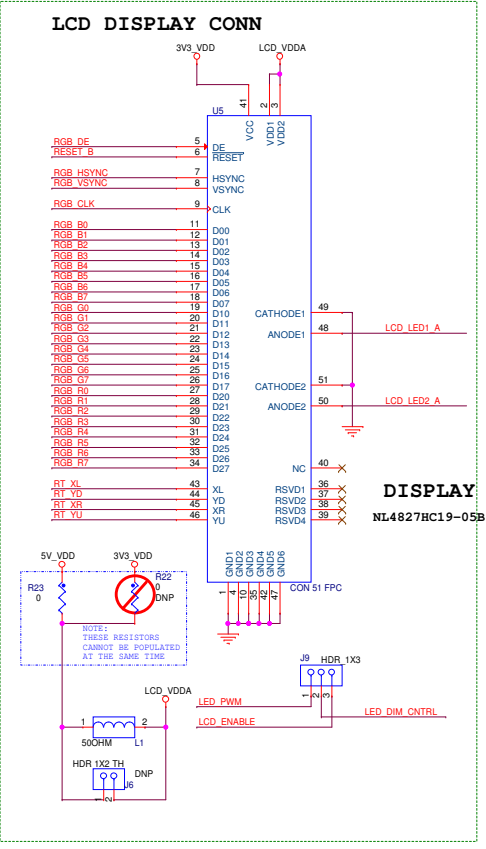 LCD DISPLAY CONN
3V3_VDD
LCD_VDDA
U5
41
2
3
VCC
VDD1
VDD2
RGB_DE 5 DE
RESET_B 6 RESET
RGB_HSYNC 7 HSYNC
RGB_VSYNC 8 VSYNC
RGB_CLK 9 CLK
RGB_B0 11 D00
RGB_B1 12 D01
RGB_B2 13 D02
RGB_B3 14 D03
RGB_B4 15 D04
RGB_B5 16 D05
RGB_B6 17 D06
RGB_B7 18 D07
RGB_G0 19 D10
RGB_G1 20 D11
RGB_G2 21 D12
RGB_G3 22 D13
RGB_G4 23 D14
RGB_G5 24 D15
RGB_G6 25 D16
RGB_G7 26 D17
RGB_R0 27 D20
RGB_R1 28 D21
RGB_R2 29 D22
RGB_R3 30 D23
RGB_R4 31 D24
RGB_R5 32 D25
RGB_R6 33 D26
RGB_R7 34 D27
RT_XL 43 XL
RT_YD 44 YD
RT_XR 45 XR
RT_YU 46 YU
CATHODE1 49
ANODE1 48 LCD_LED1_A
CATHODE2 51
ANODE2 50 LCD_LED2_A
NC 40
RSVD1 36
RSVD2 37
RSVD3 38
RSVD4 39
DISPLAY
NL4827HC19-05B
GND1
GND2
GND3
GND4
GND5
GND6
1
4
10
35
42
47
CON 51 FPC
5V_VDD
3V3_VDD
R23
0
R22
0
DNP
NOTE:
THESE RESISTORS
CANNOT BE POPULATED
AT THE SAME TIME
J9 HDR_1X3
1
2
3
LED_PWM
LED_DIM_CNTRL
LCD_ENABLE
LCD_VDDA
1
2
50OHM
L1
HDR 1X2 TH
DNP
J6
1
2